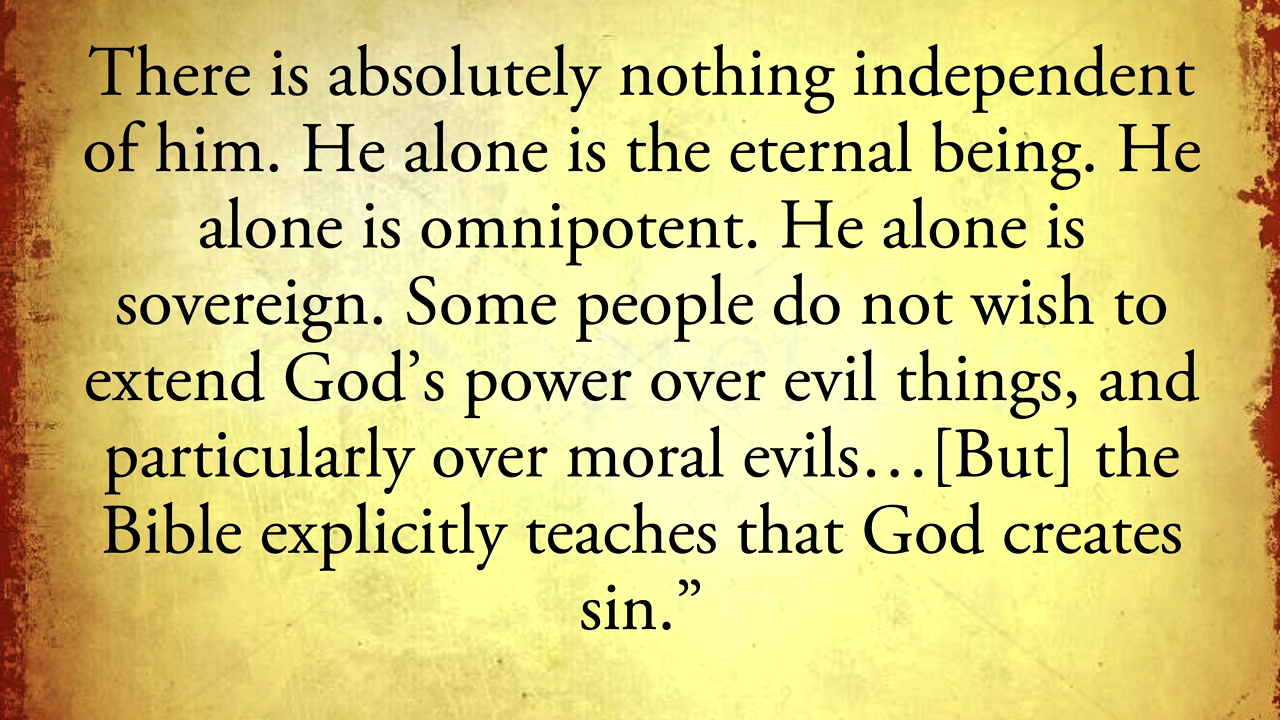 There is absolutely nothing independent
of him. He alone is the eternal being. He
alone is omnipotent. He alone is
sovereign. Some people do not wish to
extend God’s power over evil things, and
particularly over moral evils…[But] the
Bible explicitly teaches that God creates
sin.”